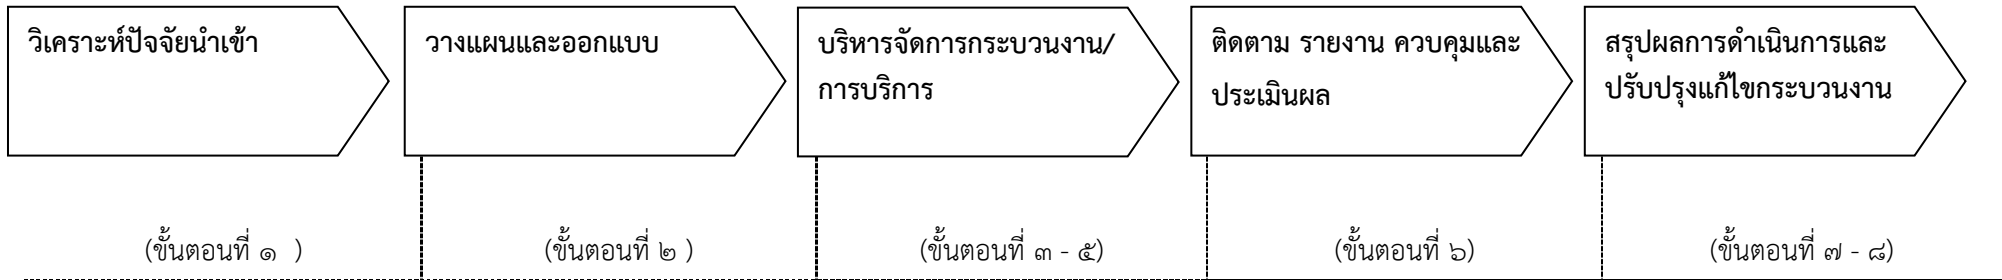 วิเคราะห์ปัจจัยนำเข้า
วางแผนและออกแบบ
บริหารจัดการกระบวนงาน/
การบริการ
ติดตาม รายงาน ควบคุมและ
ประเมินผล
สรุปผลการดำเนินการและ
ปรับปรุงแก้ไขกระบวนงาน
(ขั้นตอนที่ ๑ )
(ขั้นตอนที่ ๒ )
(ขั้นตอนที่ ๓ - ๕)
(ขั้นตอนที่ ๖)
(ขั้นตอนที่ ๗ - ๘)